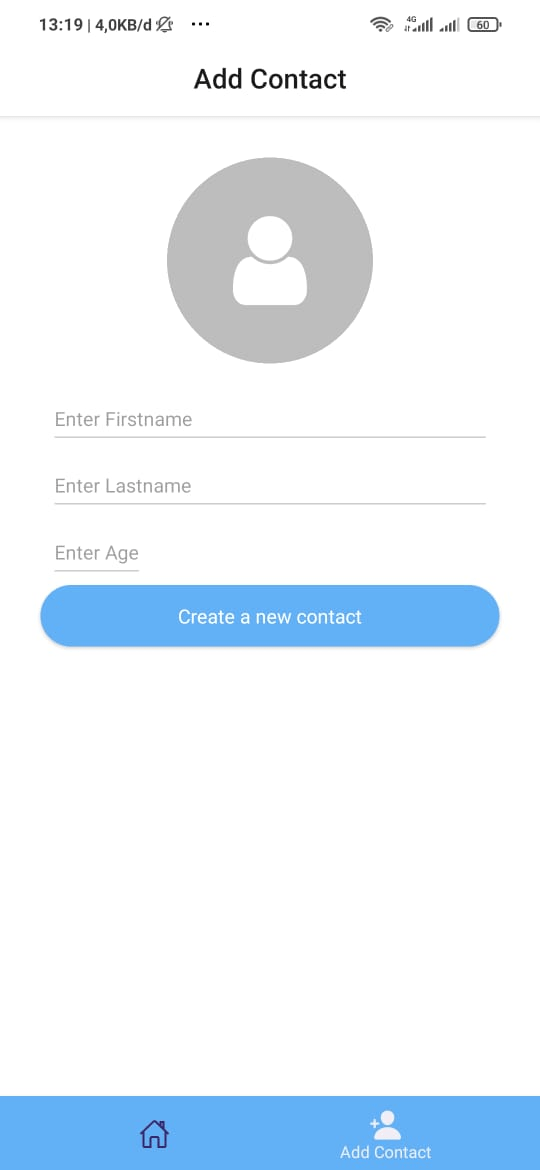 13:19 | 4,0KB/d ...
4G
60
Add Contact
Enter Firstname
Enter Lastname
Enter Age
Create a new contact
Add Contact